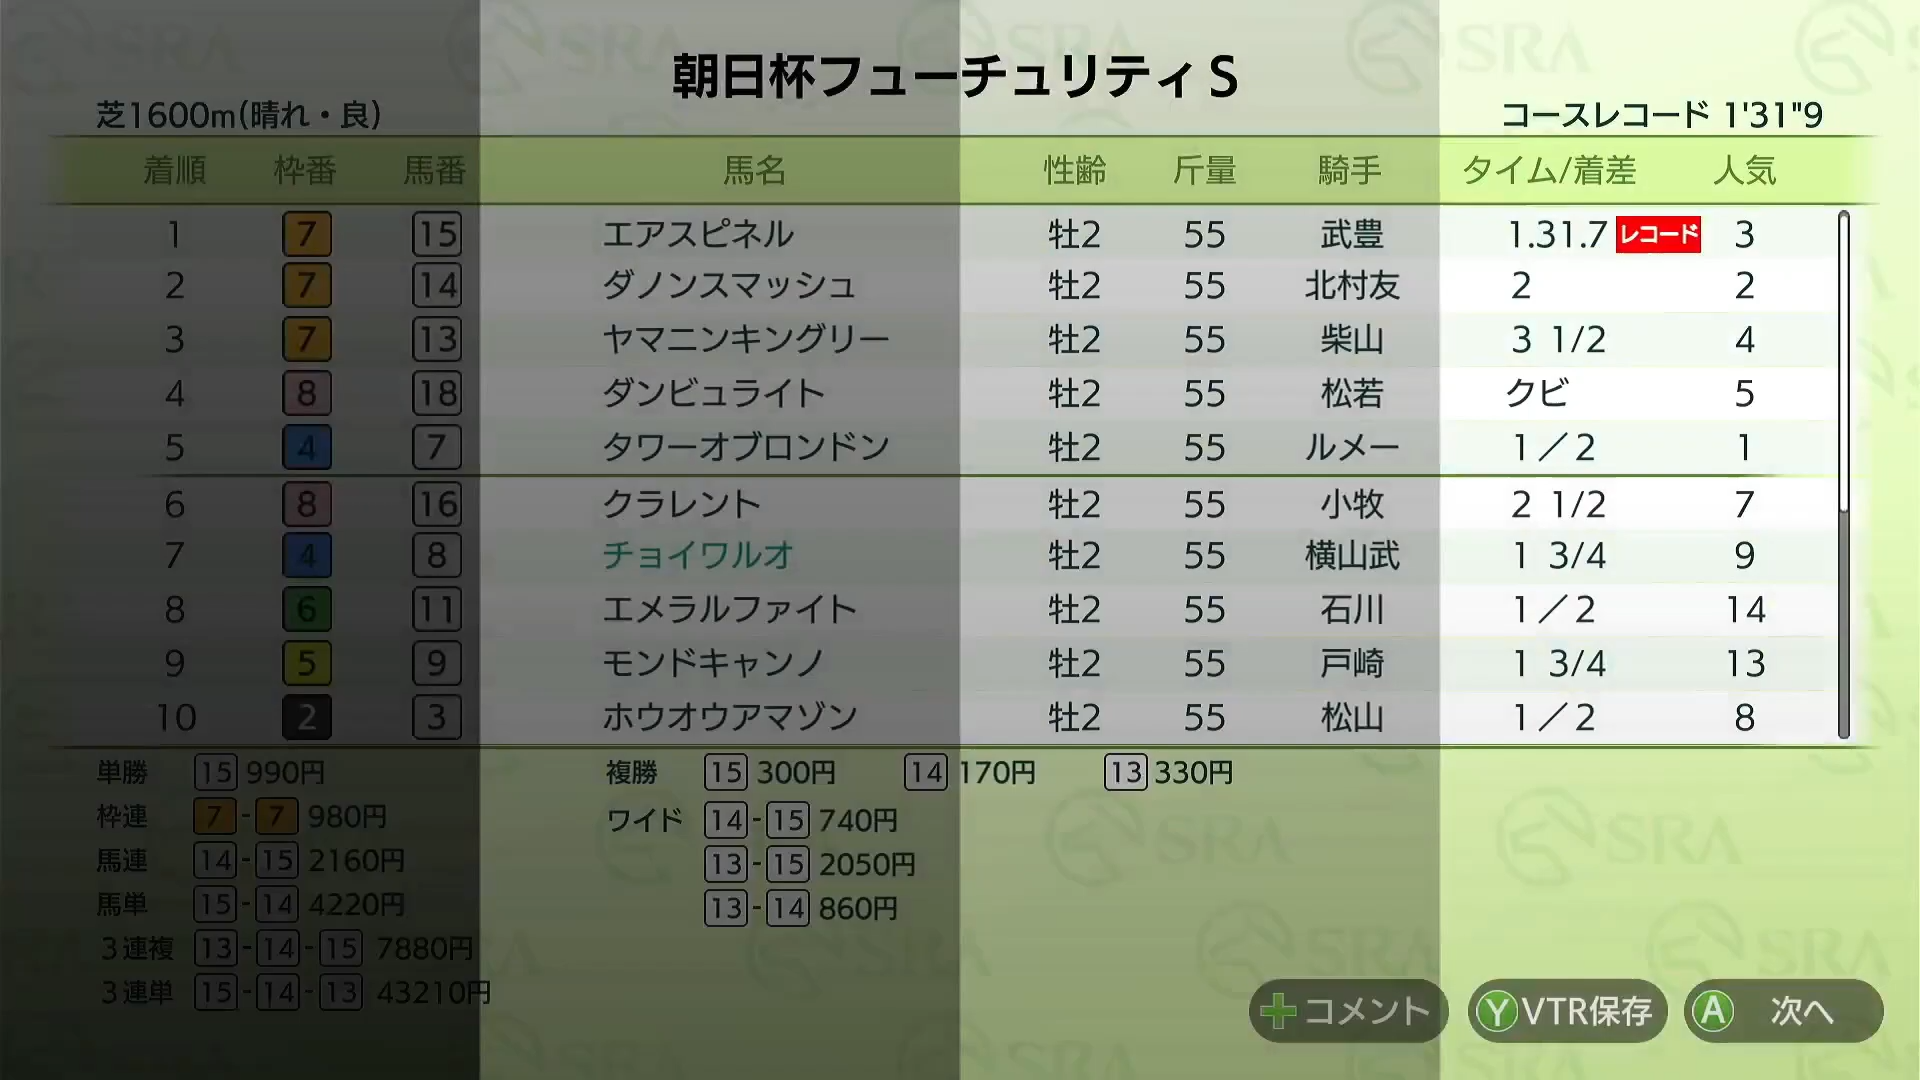 朝日杯フューチュリティS
芝1600m(晴れ・良)
コースレコード 1'31"9
着順 枠番 馬番 馬名 性齢 斤量 騎手 タイム/着差 人気
1 7 15 エアスピネル 牡2 55 武豊 1.31.7 レコード 3
2 7 14 ダノンスマッシュ 牡2 55 北村友 2 2
3 7 13 ヤマニンキングリー 牡2 55 柴山 3 1/2 4
4 8 18 ダンビュライト 牡2 55 松若 クビ 5
5 4 7 タワーオブロンドン 牡2 55 ルメー 1／2 1
6 8 16 クラレント 牡2 55 小牧 2 1/2 7
7 4 8 チョイワルオ 牡2 55 横山武 1 3/4 9
8 6 11 エメラルファイト 牡2 55 石川 1／2 14
9 5 9 モンドキャンノ 牡2 55 戸崎 1 3/4 13
10 2 3 ホウオウアマゾン 牡2 55 松山 1／2 8
単勝 15 990円
枠連 7-7 980円
馬連 14-15 2160円
馬単 15-14 4220円
3連複 13-14-15 7880円
3連単 15-14-13 43210円
複勝 15 300円 14 170円 13 330円
ワイド 14-15 740円
13-15 2050円
13-14 860円
コメント Y VTR保存 A 次へ
SRA